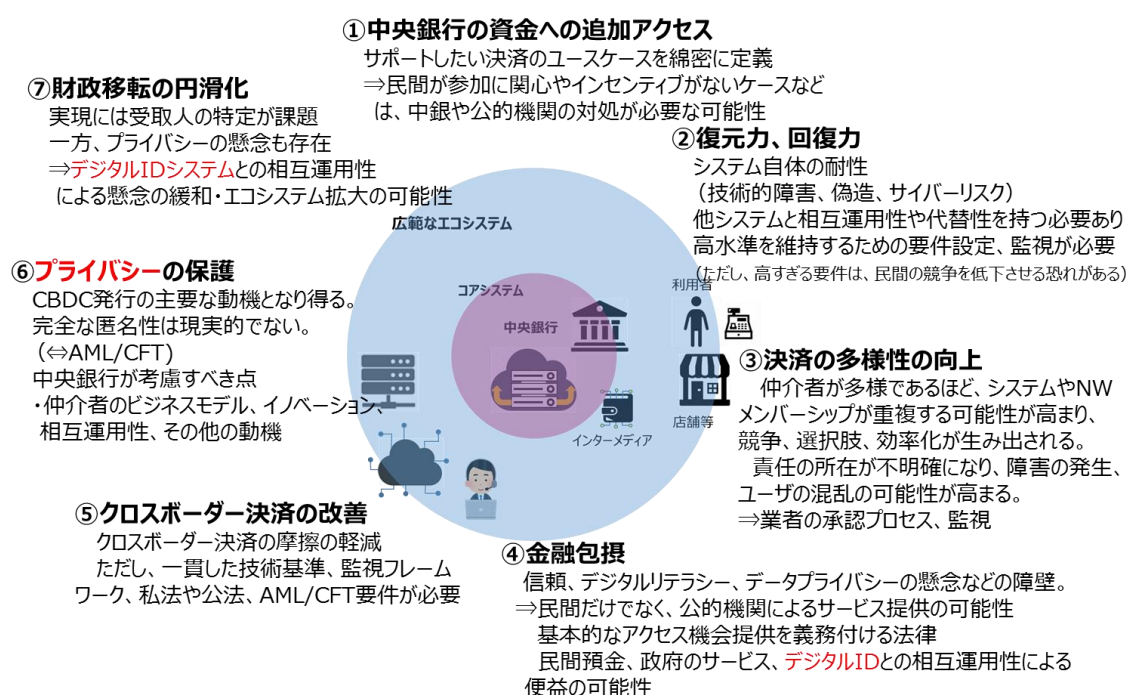 ①中央銀行の資金への追加アクセス
サポートしたい決済のユースケースを綿密に定義
⇒民間が参加に関心やインセンティブがないケースなど
は、中銀や公的機関の対処が必要な可能性
②復元力、回復力
システム自体の耐性
（技術的障害、偽造、サイバーリスク）
他システムと相互運用性や代替性を持つ必要あり
高水準を維持するための要件設定、監視が必要
（ただし、高すぎる要件は、民間の競争を低下させる恐れがある）
③決済の多様性の向上
仲介者が多様であるほど、システムやNW
メンバーシップが重複する可能性が高まり、
競争、選択肢、効率化が生み出される。
責任の所在が不明確になり、障害の発生、
ユーザの混乱の可能性が高まる。
⇒業者の承認プロセス、監視
④金融包摂
信頼、デジタルリテラシー、データプライバシーの懸念などの障壁。
⇒民間だけでなく、公的機関によるサービス提供の可能性
基本的なアクセス機会提供を義務付ける法律
民間預金、政府のサービス、デジタルIDとの相互運用性による
便益の可能性
⑤クロスボーダー決済の改善
クロスボーダー決済の摩擦の軽減
ただし、一貫した技術基準、監視フレーム
ワーク、私法や公法、AML/CFT要件が必要
⑥プライバシーの保護
CBDC発行の主要な動機となり得る。
完全な匿名性は現実的でない。
（⇔AML/CFT)
中央銀行が考慮すべき点
・仲介者のビジネスモデル、イノベーション、
相互運用性、その他の動機
⑦財政移転の円滑化
実現には受取人の特定が課題
一方、プライバシーの懸念も存在
⇒デジタルIDシステムとの相互運用性
による懸念の緩和・エコシステム拡大の可能性
広範なエコシステム
コアシステム
中央銀行
インターメディア
利用者
店舗等